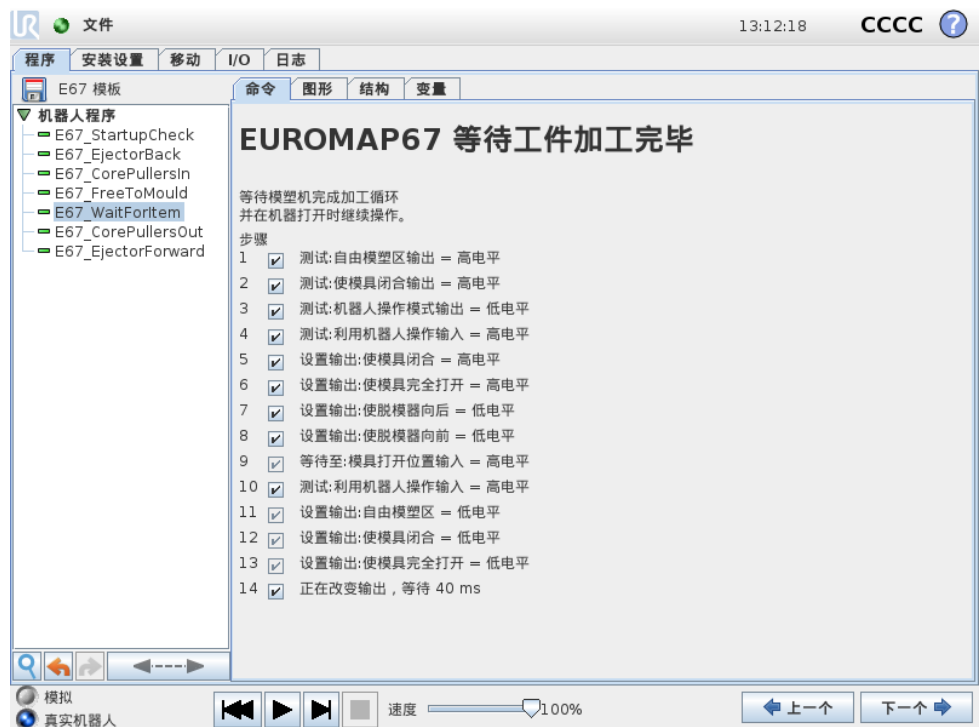 UR 文件 13:12:18 CCCC ?
程序 安装设置 移动 I/O 日志
E67 模板
命令 图形 结构 变量
机器人程序
E67_StartupCheck
E67_EjectorBack
E67_CorePullersIn
E67_FreeToMould
E67_WaitForItem
E67_CorePullersOut
E67_EjectorForward
EUROMAP67 等待工件加工完毕
等待模塑机完成加工循环
并在机器打开时继续操作。
步骤
1 测试:自由模塑区输出 = 高电平
2 测试:使模具闭合输出 = 高电平
3 测试:机器人操作模式输出 = 低电平
4 测试:利用机器人操作输入 = 高电平
5 设置输出:使模具闭合 = 高电平
6 设置输出:使模具完全打开 = 高电平
7 设置输出:使脱模器向后 = 低电平
8 设置输出:使脱模器向前 = 低电平
9 等待至:模具打开位置输入 = 高电平
10 测试:利用机器人操作输入 = 高电平
11 设置输出:自由模塑区 = 低电平
12 设置输出:使模具闭合 = 低电平
13 设置输出:使模具完全打开 = 低电平
14 正在改变输出，等待 40 ms
模拟
真实机器人
速度 100%
上一个 下一个